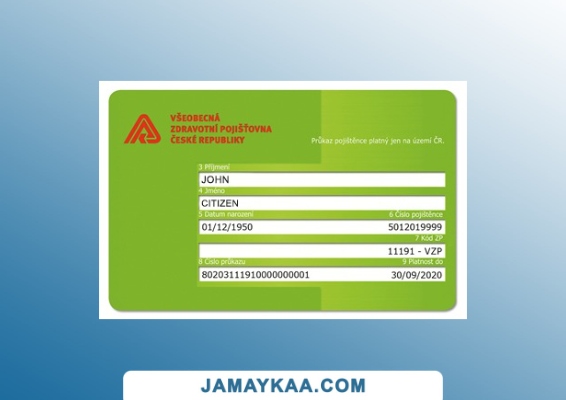 VŠEOBECNÁ
ZDRAVOTNÍ POJIŠŤOVNA
ČESKÉ REPUBLIKY
Průkaz pojištěnce platný jen na území ČR.
3 Příjmení
JOHN
4 Jméno
CITIZEN
5 Datum narození 6 Číslo pojištěnce
01/12/1950 5012019999
7 Kód ZP
11191 - VZP
8 Číslo průkazu 9 Platnost do
80203111910000000001 30/09/2020
JAMAYKAA.COM